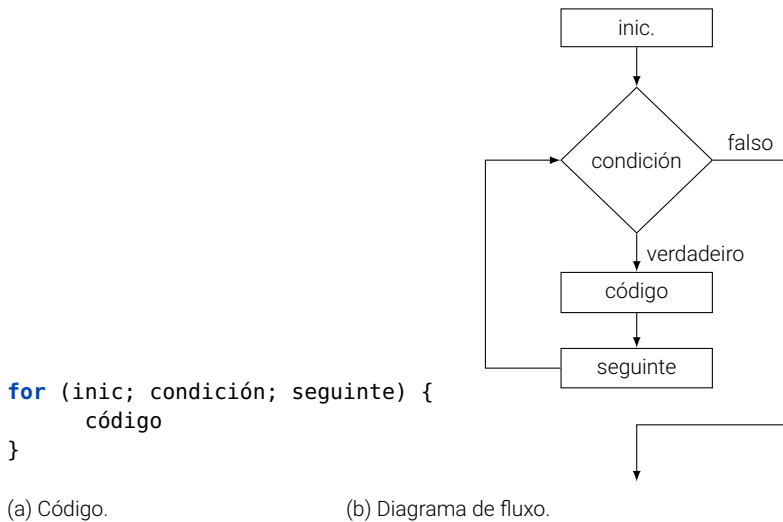 inic.
condición
falso
verdadeiro
código
seguinte
for (inic; condición; seguinte) {
código
}
(a) Código.
(b) Diagrama de fluxo.